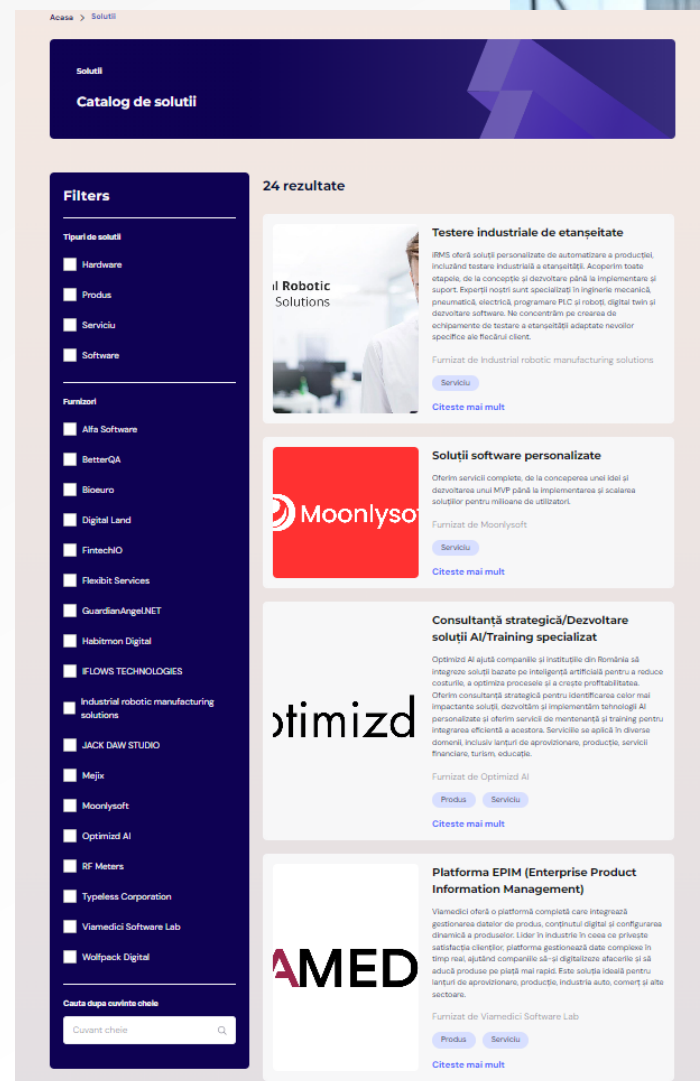 Acasa > Solutii
Solutii
Catalog de solutii
Filters
Tipuri de solutii
Hardware
Produs
Serviciu
Software
Furnizori
Alfa Software
BetterQA
Bioeuro
Digital Land
FintechIO
Flexibit Services
GuardianAngel.NET
Habitmon Digital
IFLOWS TECHNOLOGIES
Industrial robotic manufacturing
solutions
JACK DAW STUDIO
Mejix
Moonlysoft
Optimizd AI
RF Meters
Typeless Corporation
Viamedici Software Lab
Wolfpack Digital
Cauta dupa cuvinte cheie
Cuvant cheie
24 rezultate
l Robotic
Solutions
Testere industriale de etanșeitate
IRMS oferă soluții personalizate de automatizare a producției,
incluzând testare industrială a etanșeității. Acoperim toate
etapele, de la concepție și dezvoltare până la implementare și
suport. Experții noștri sunt specializați în inginerie mecanică,
pneumatică, electrică, programare PLC și roboți, digital twin și
dezvoltare software. Ne concentrăm pe crearea de
echipamente de testare a etanșeității adaptate nevoilor
specifice ale fiecărui client.
Furnizat de Industrial robotic manufacturing solutions
Serviciu
Citeste mai mult
Moonlyso
Soluții software personalizate
Oferim servicii complete, de la conceperea unei idei și
dezvoltarea unui MVP până la implementarea și scalarea
soluțiilor pentru milioane de utilizatori.
Furnizat de Moonlysoft
Serviciu
Citeste mai mult
otimizd
Consultanță strategică/Dezvoltare
soluții AI/Training specializat
Optimizd AI ajută companiile și instituțiile din România să
integreze soluții bazate pe inteligență artificială pentru a reduce
costurile, a optimiza procesele și a crește profitabilitatea.
Oferim consultanță strategică pentru identificarea celor mai
impactante soluții, dezvoltăm și implementăm tehnologii AI
personalizate și oferim servicii de mentenanță și training pentru
integrarea eficientă a acestora. Serviciile se aplică în diverse
domenii, inclusiv lanțuri de aprovizionare, producție, servicii
financiare, turism, educație.
Furnizat de Optimizd AI
Produs Serviciu
Citeste mai mult
AMED
Platforma EPIM (Enterprise Product
Information Management)
Viamedici oferă o platformă completă care integrează
gestionarea datelor de produs, conținutul digital și configurarea
dinamică a produselor. Lider în industrie în ceea ce privește
satisfacția clienților, platforma gestionează date complexe în
timp real, ajutând companiile să-și digitalizeze afacerile și să
aducă produse pe piață mai rapid. Este soluția ideală pentru
lanțuri de aprovizionare, producție, industria auto, comerț și alte
sectoare.
Furnizat de Viamedici Software Lab
Produs Serviciu
Citeste mai mult